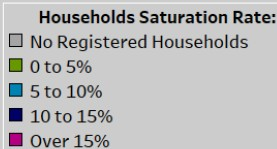 Households Saturation Rate:
No Registered Households
0 to 5%
5 to 10%
10 to 15%
Over 15%